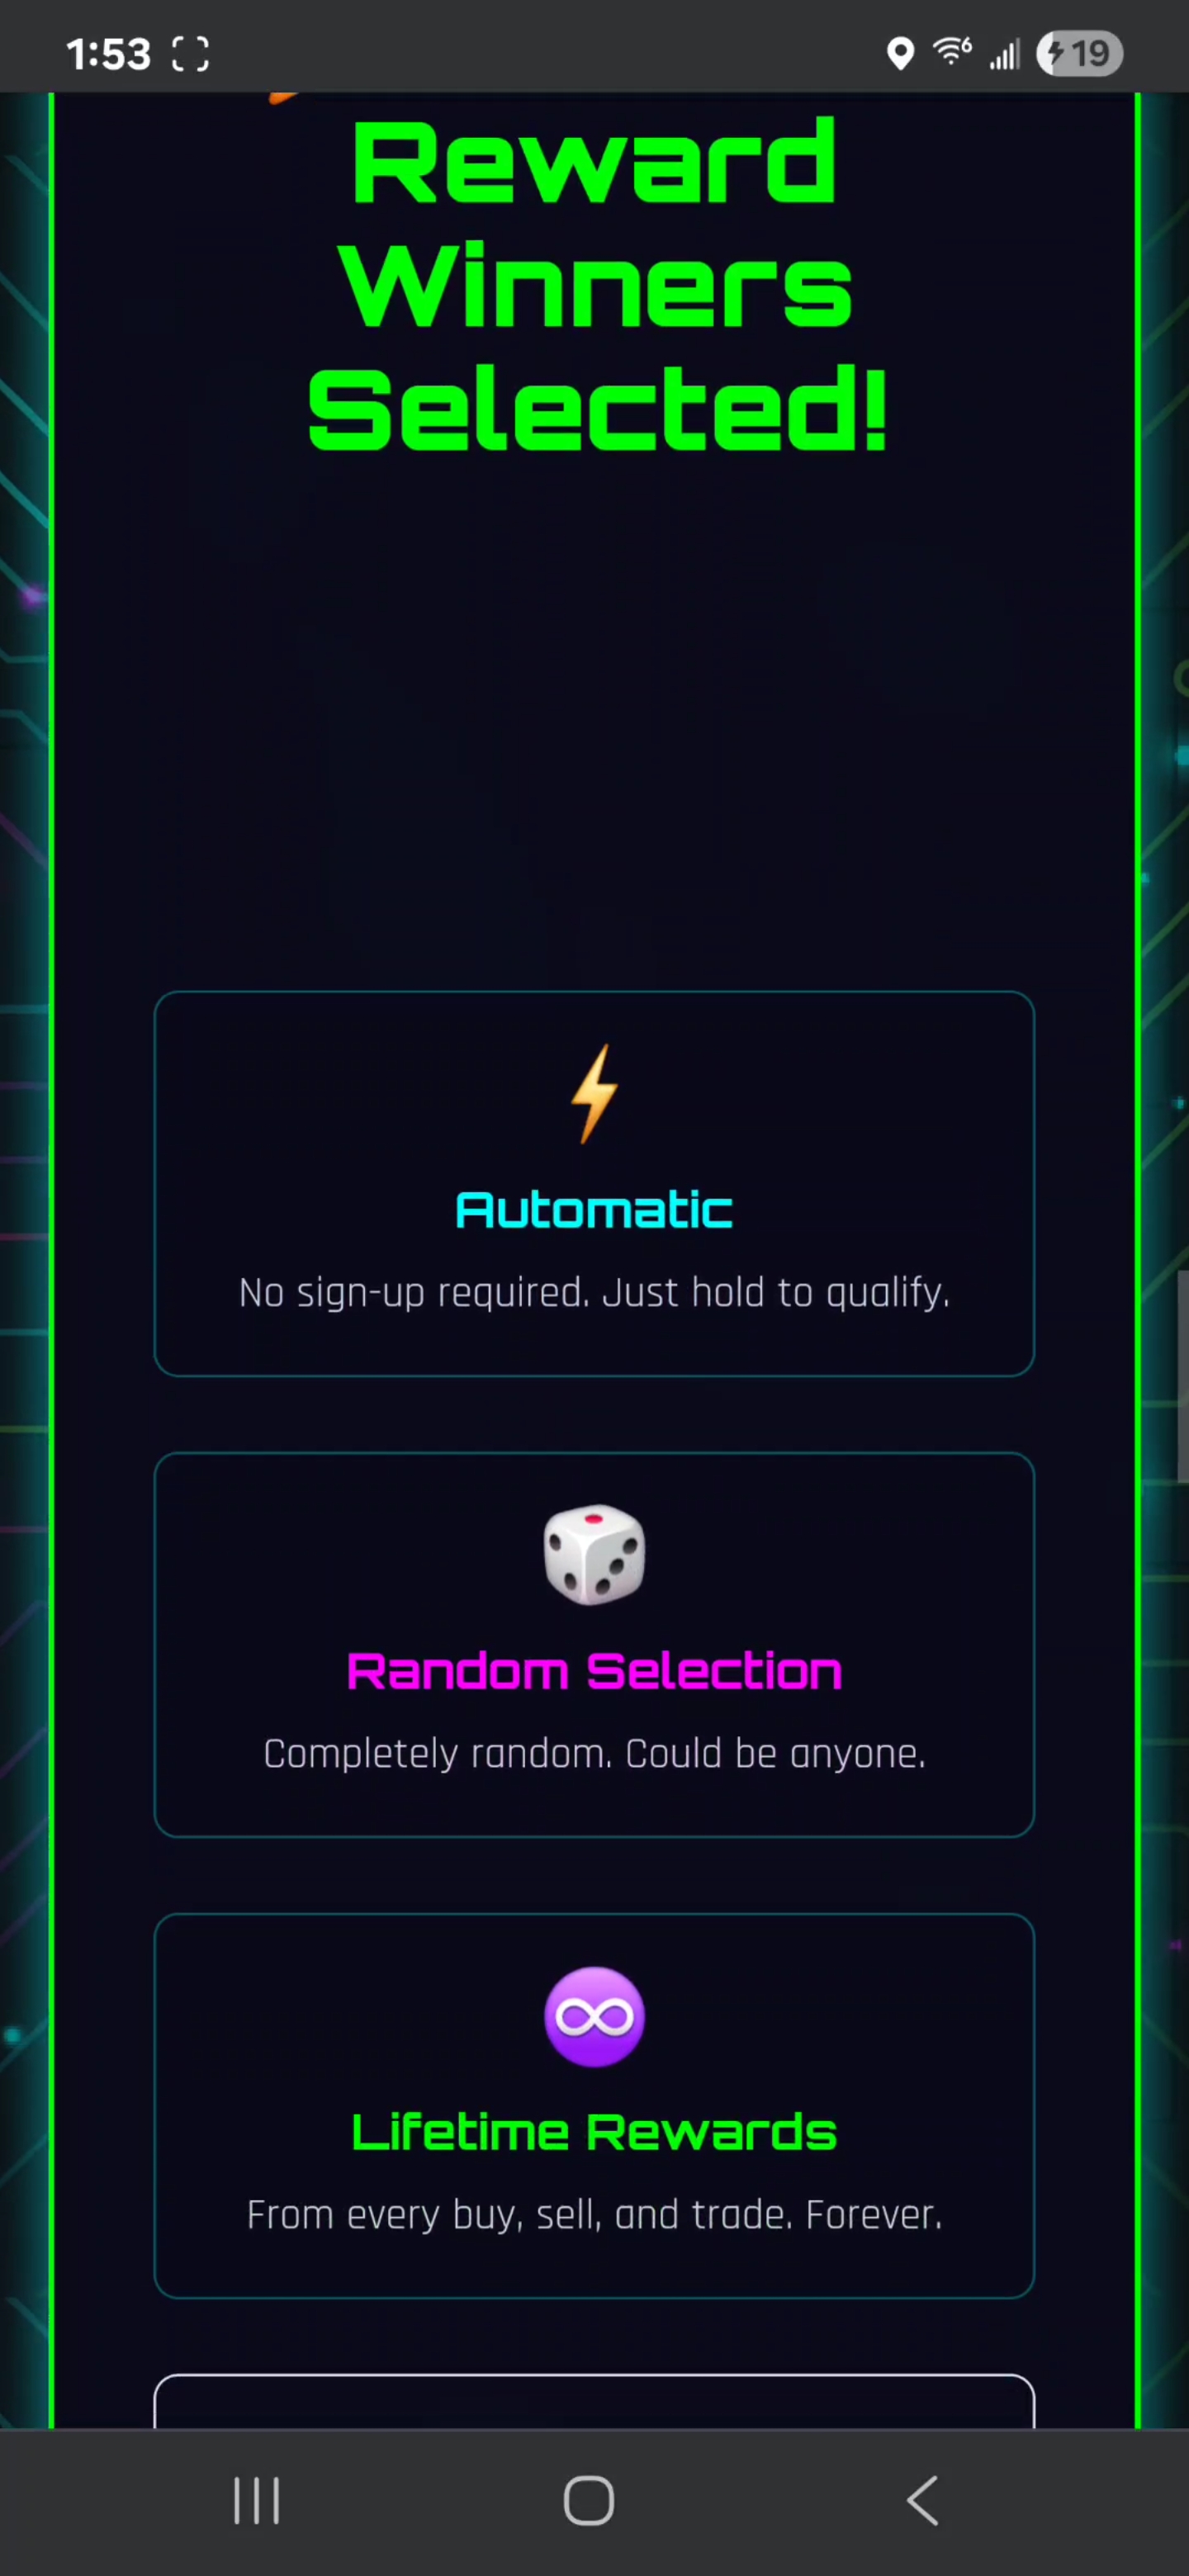 1:53
6
19
Reward
Winners
Selected!
Automatic
No sign-up required. Just hold to qualify.
Random Selection
Completely random. Could be anyone.
Lifetime Rewards
From every buy, sell, and trade. Forever.